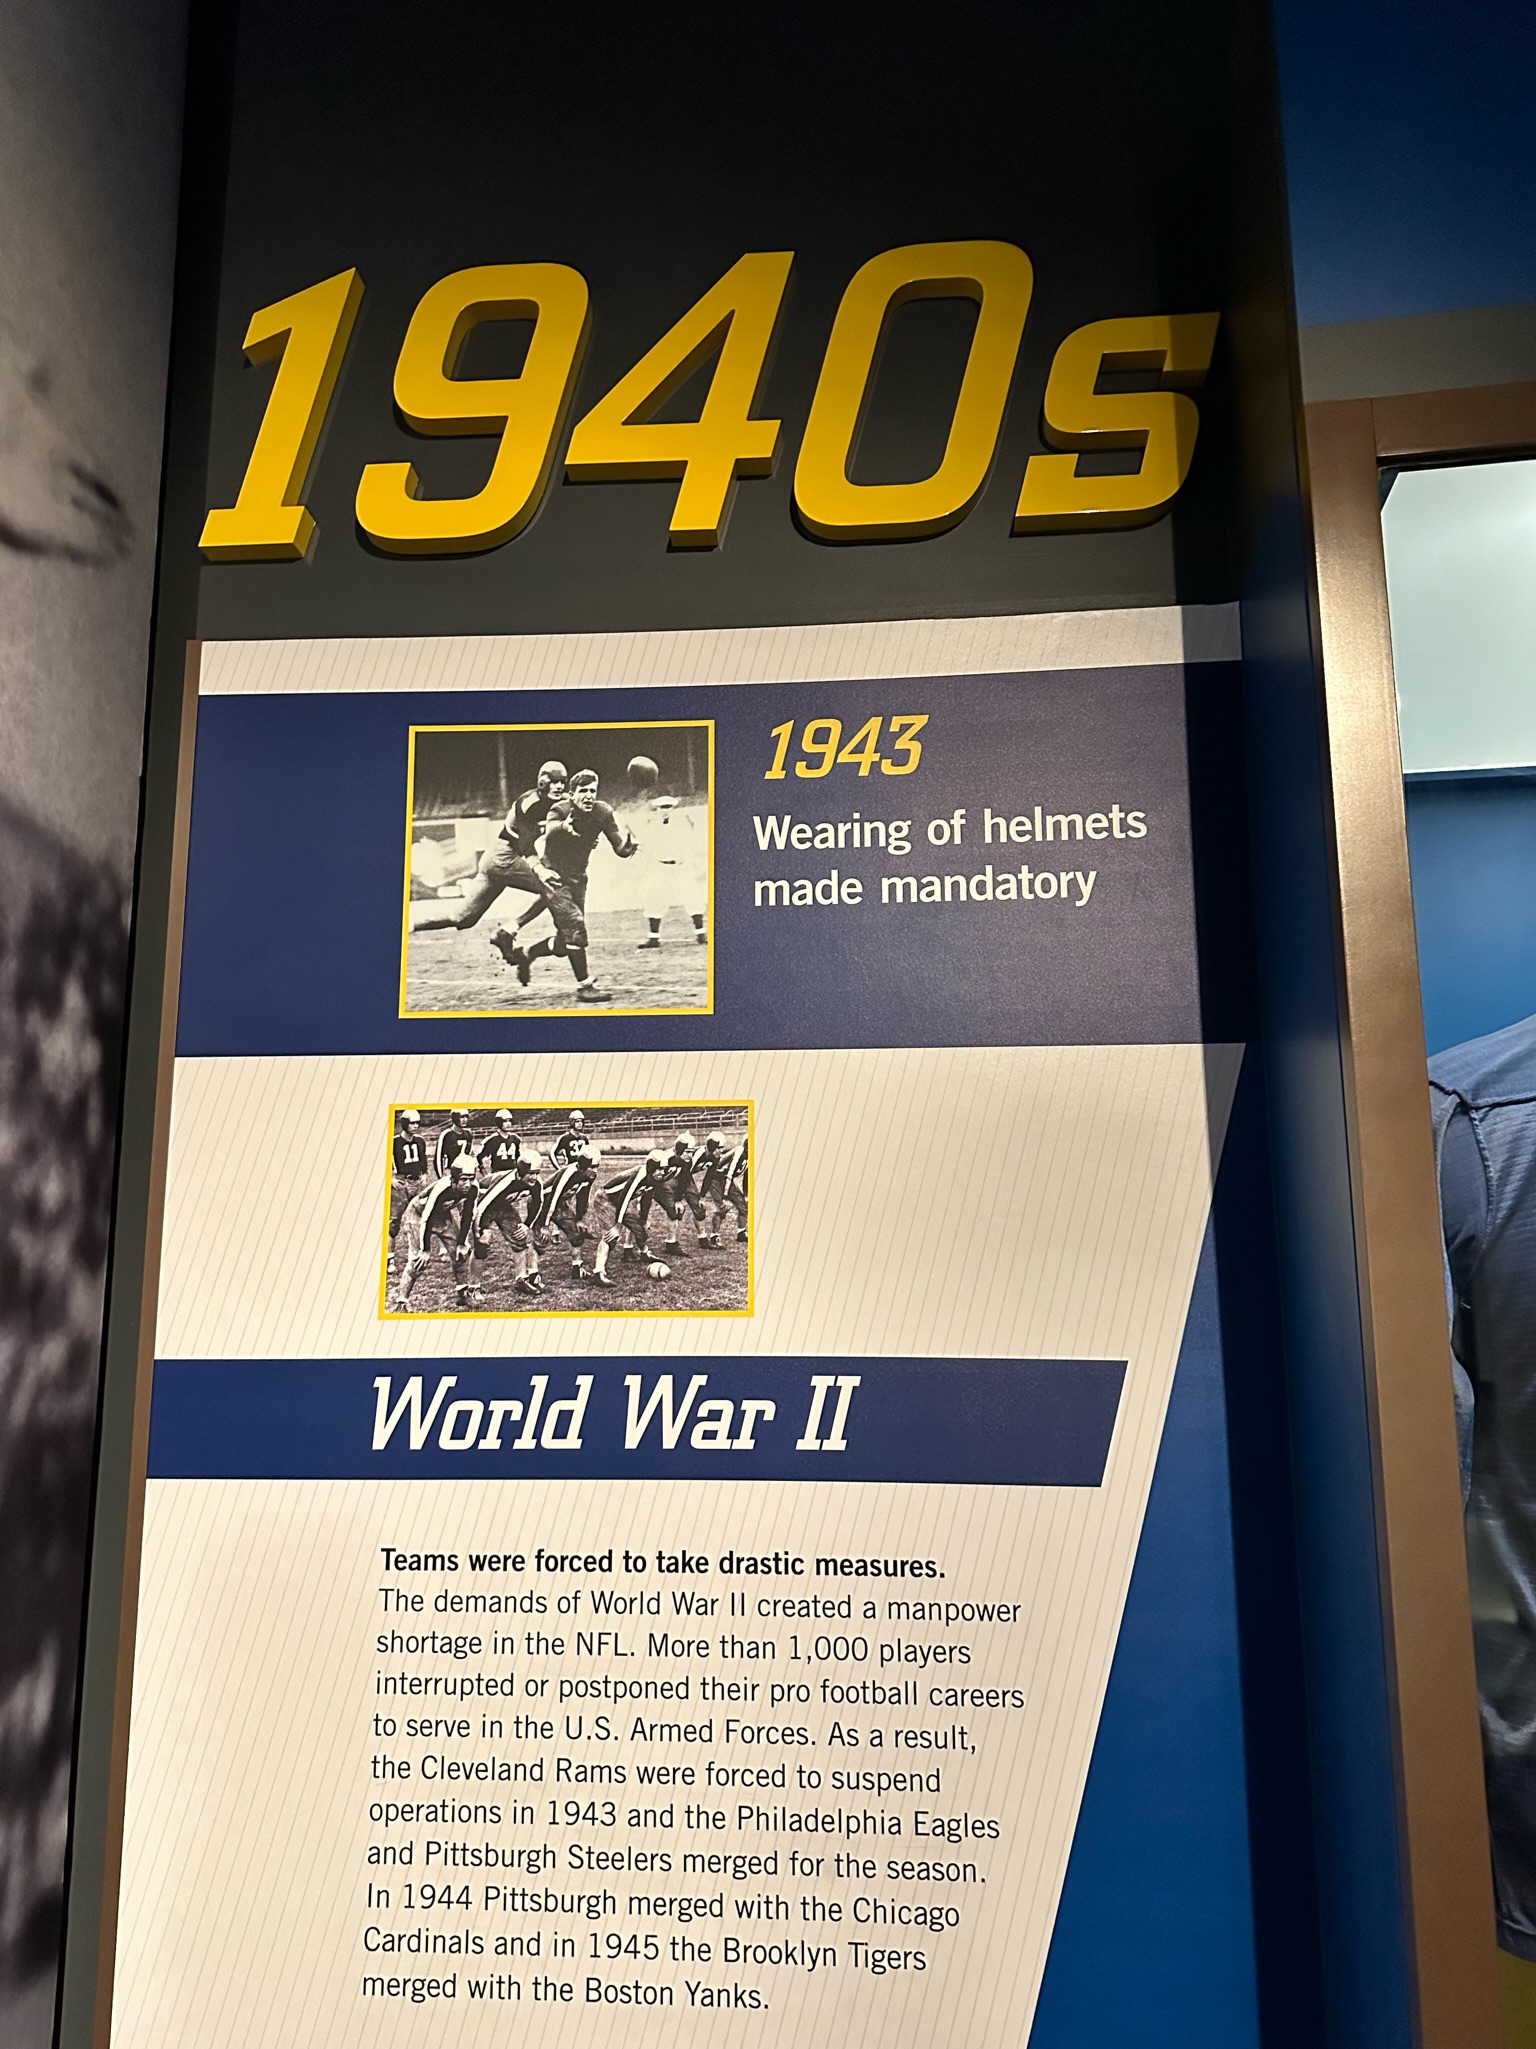 1940s
1943
Wearing of helmets
made mandatory
11
7
44
37
World War II
Teams were forced to take drastic measures.
The demands of World War II created a manpower
shortage in the NFL. More than 1,000 players
interrupted or postponed their pro football careers
to serve in the U.S. Armed Forces. As a result,
the Cleveland Rams were forced to suspend
operations in 1943 and the Philadelphia Eagles
and Pittsburgh Steelers merged for the season.
In 1944 Pittsburgh merged with the Chicago
Cardinals and in 1945 the Brooklyn Tigers
merged with the Boston Yanks.